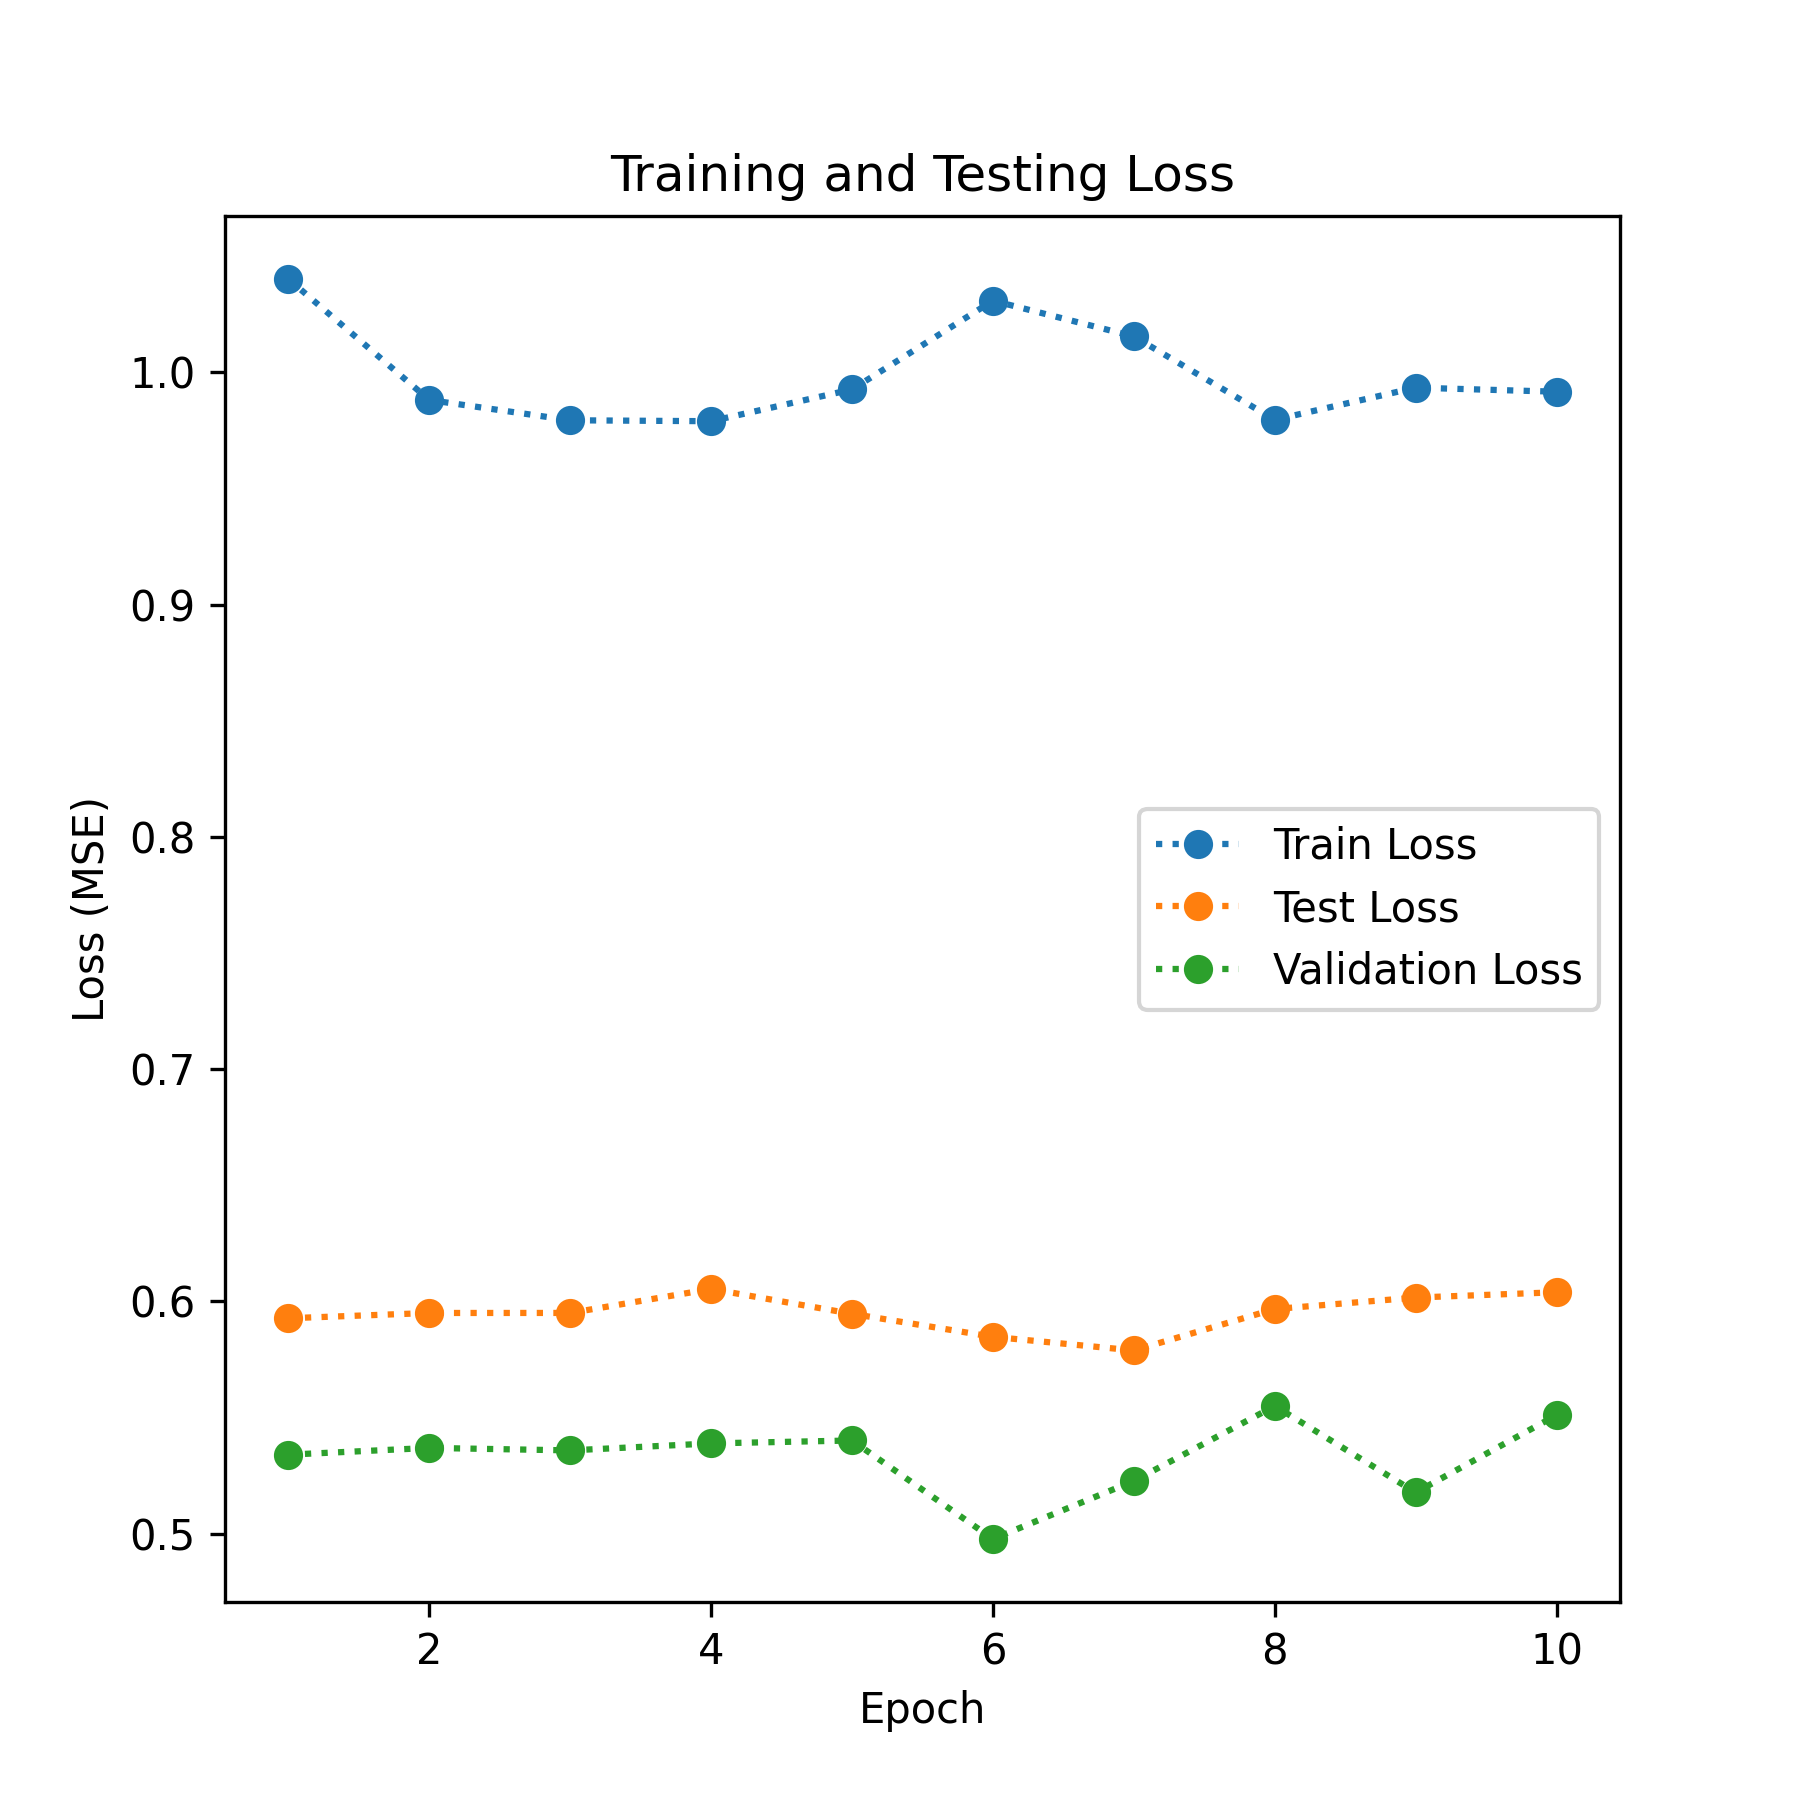 Training and Testing Loss
1.0
0.9
0.8
0.7
0.6
0.5
Loss (MSE)
Train Loss
Test Loss
Validation Loss
2 4 6 8 10
Epoch